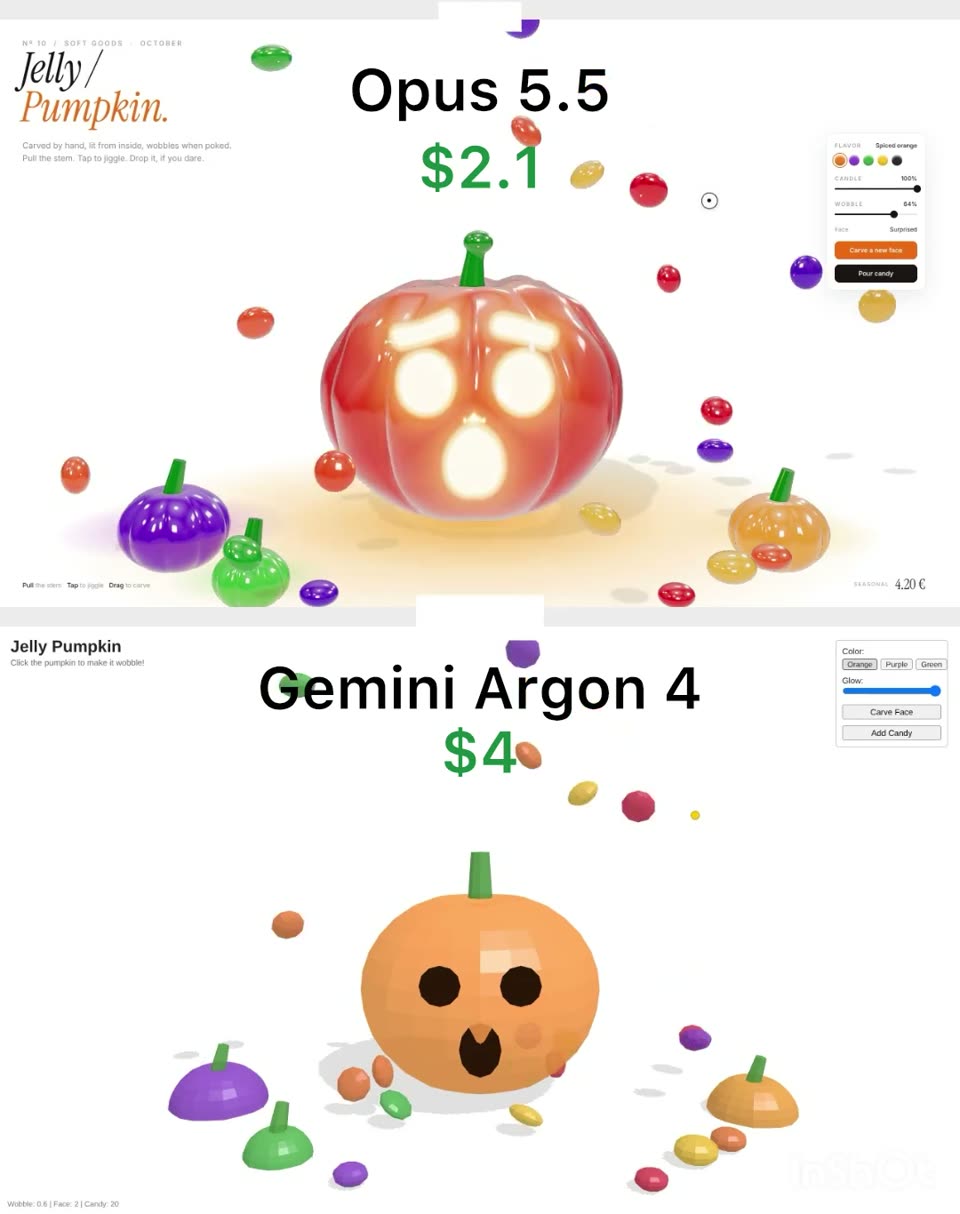 Nº 10 / SOFT GOODS · OCTOBER
Jelly /
Pumpkin.
Carved by hand, lit from inside, wobbles when poked.
Pull the stem. Tap to jiggle. Drop it, if you dare.
Opus 5.5
$2.1
FLAVOR Spiced orange
CANDLE 100%
WOBBLE 64%
Face Surprised
Carve a new face
Pour candy
Pull the stem Tap to jiggle Drag to carve
SEASONAL 4.20 €
Jelly Pumpkin
Click the pumpkin to make it wobble!
Gemini Argon 4
$4
Color:
Orange Purple Green
Glow:
Carve Face
Add Candy
Wobble: 0.6 | Face: 2 | Candy: 20
InShOt